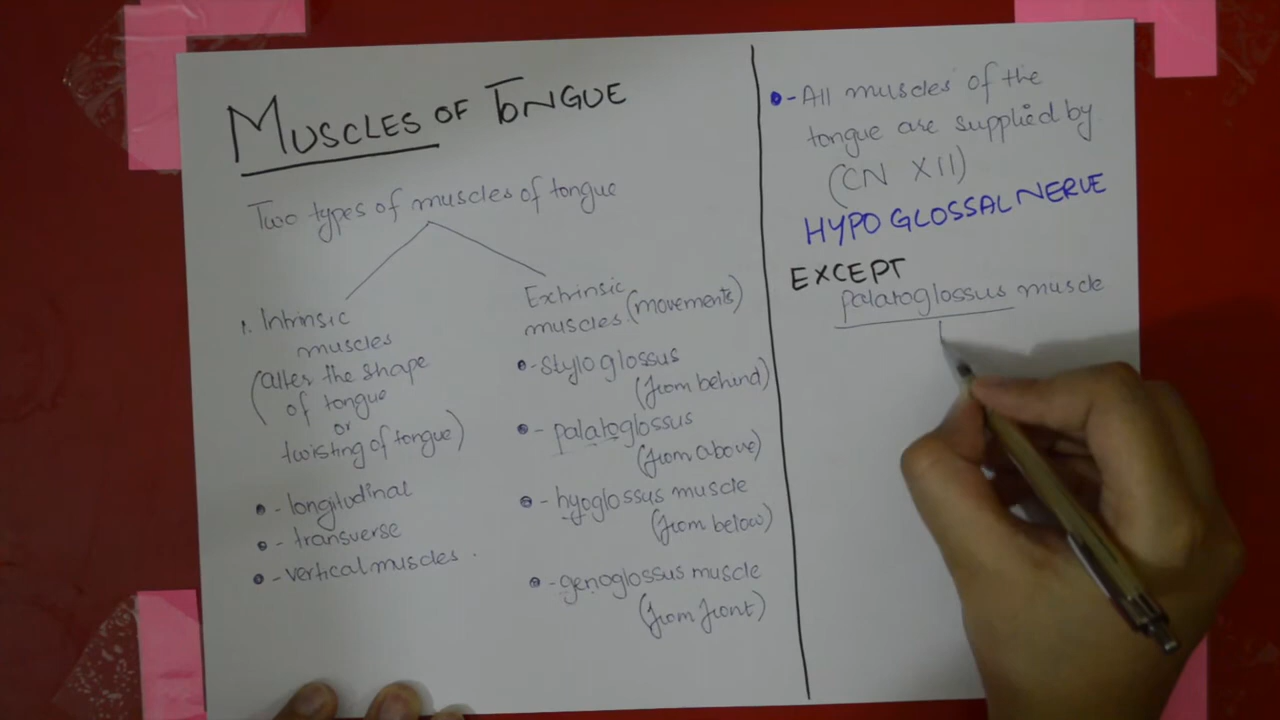 MUSCLES OF TONGUE
Two types of muscles of tongue
1. Intrinsic
muscles
(alter the shape
of tongue
or
twisting of tongue)
- longitudinal
- transverse
- vertical muscles.
Extrinsic
muscles (movements)
- styloglossus
(from behind)
- palatoglossus
(from above)
- hyoglossus muscle
(from below)
- genoglossus muscle
(from front)
- All muscles of the
tongue are supplied by
(CN XII)
HYPOGLOSSAL NERVE
EXCEPT
palatoglossus muscle